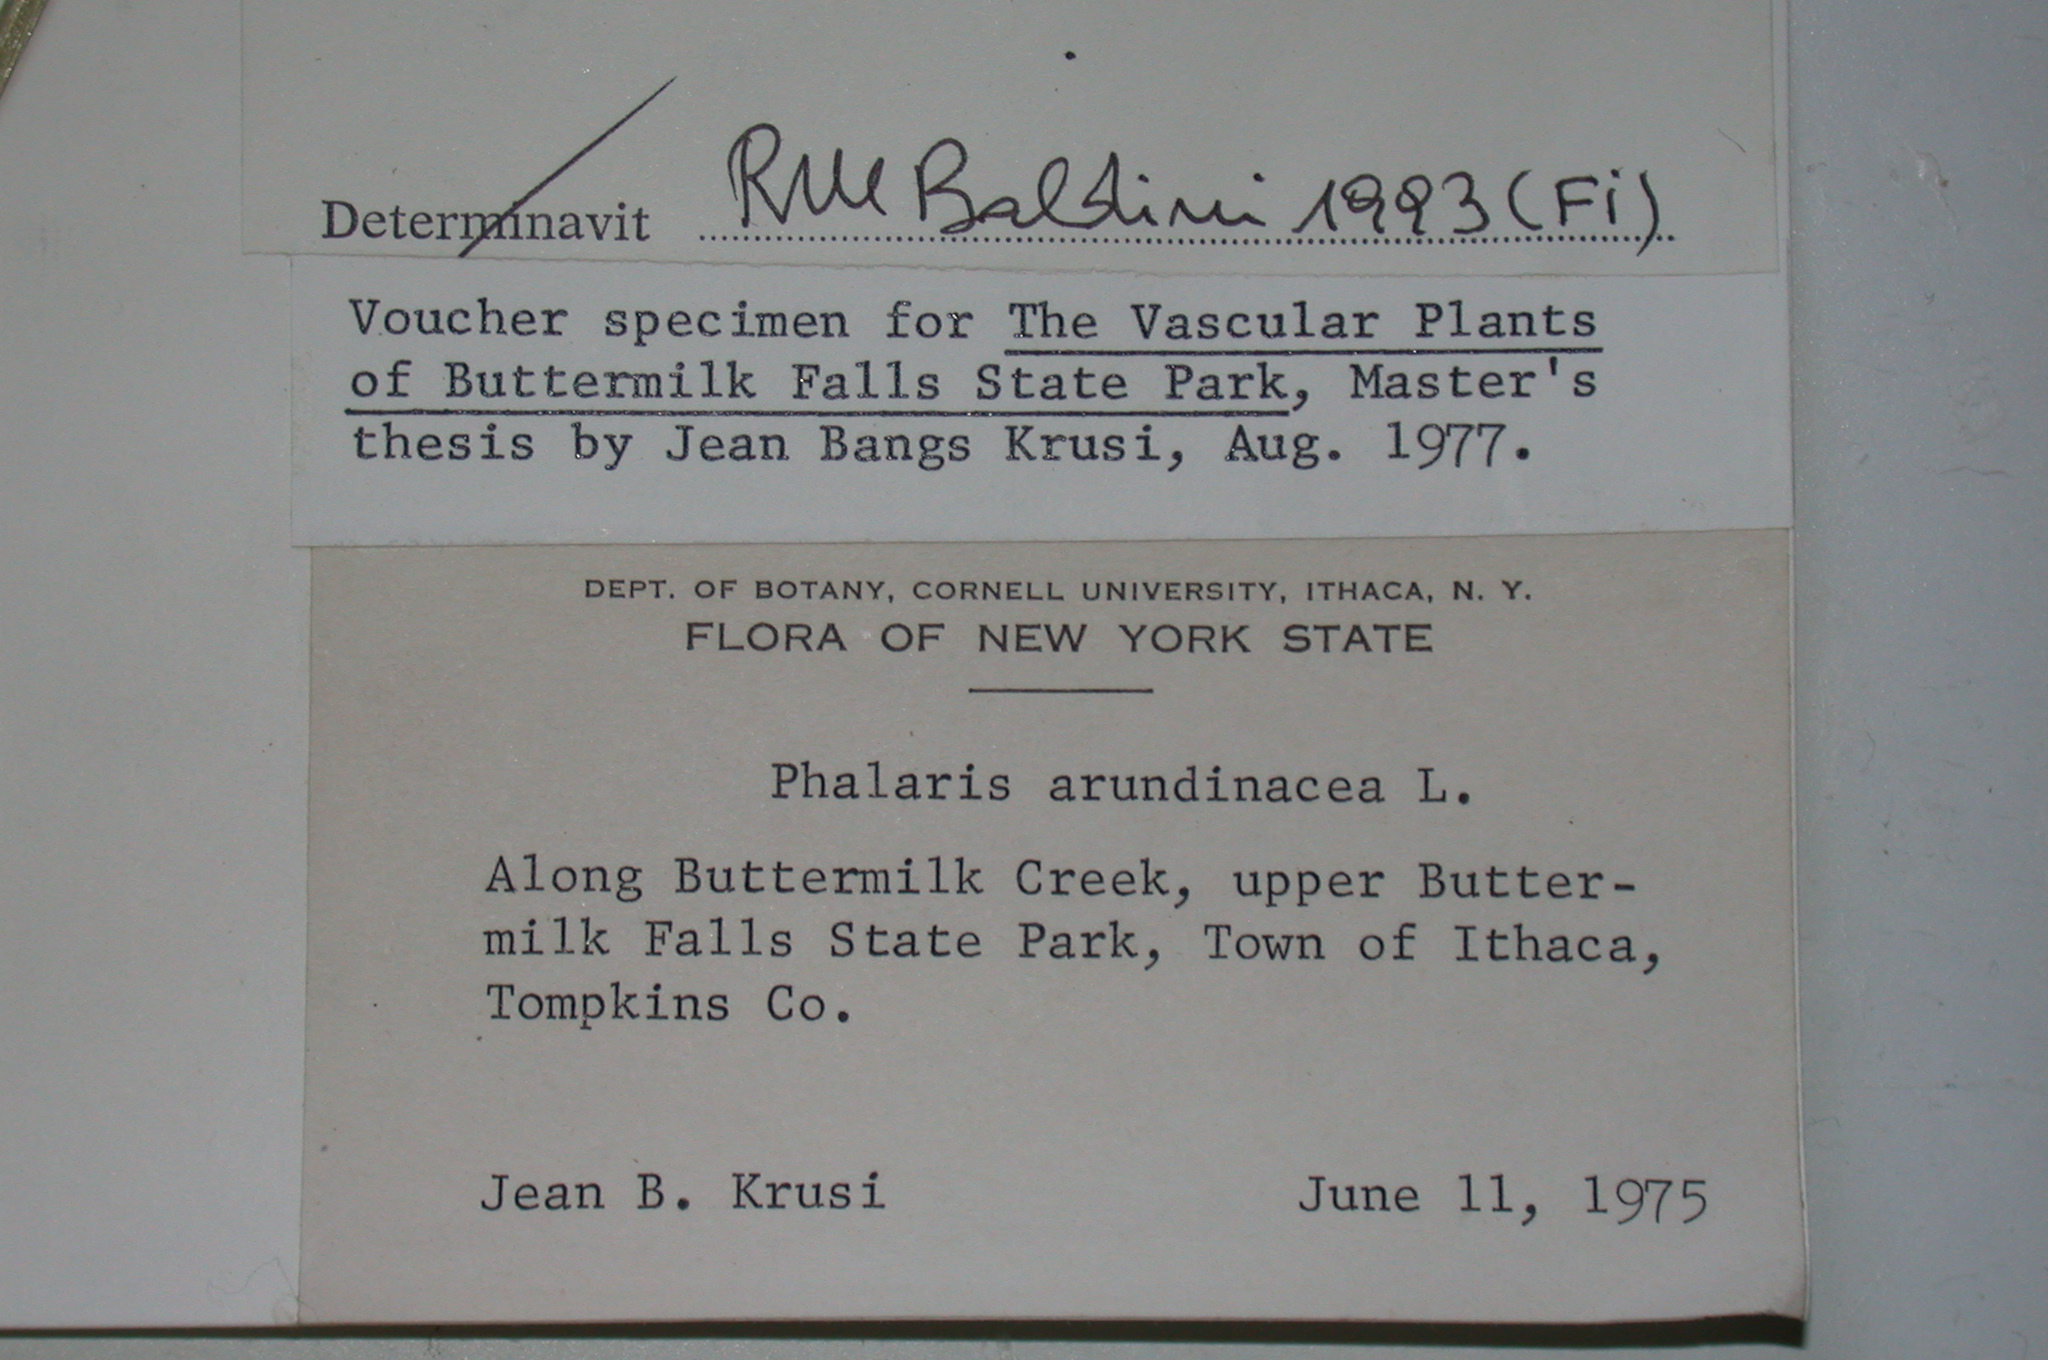 Determinavit RM Baldini 1993 (Fi)
Voucher specimen for The Vascular Plants
of Buttermilk Falls State Park, Master's
thesis by Jean Bangs Krusi, Aug. 1977.
DEPT. OF BOTANY, CORNELL UNIVERSITY, ITHACA, N. Y.
FLORA OF NEW YORK STATE
Phalaris arundinacea L.
Along Buttermilk Creek, upper Butter-
milk Falls State Park, Town of Ithaca,
Tompkins Co.
Jean B. Krusi June 11, 1975